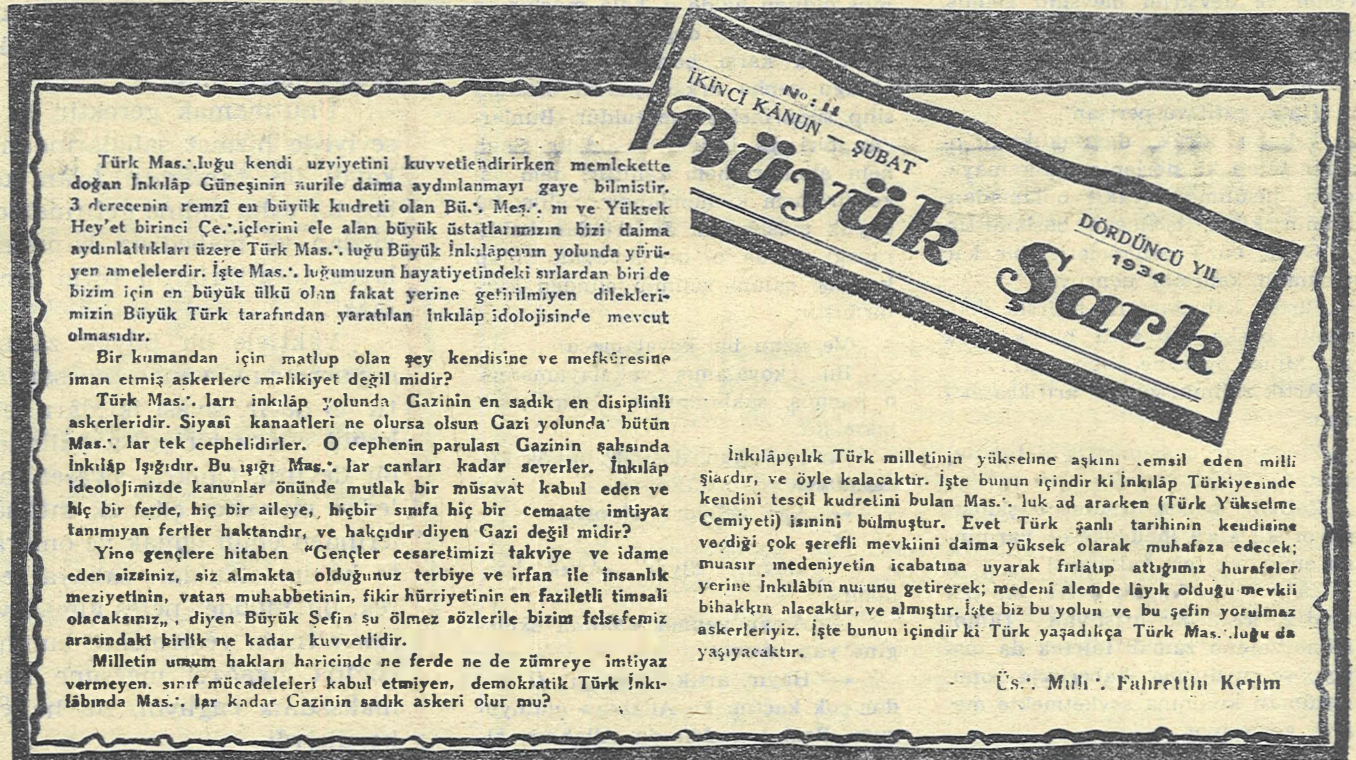 No: 11
İKİNCİ KÂNUN — ŞUBAT
Büyük Şark
DÖRDÜNCÜ YIL
1934
Türk Mas∴luğu kendi uzviyetini kuvvetlendirirken memlekette
doğan İnkılâp Güneşinin nurile daima aydınlanmayı gaye bilmistir.
3 derecenin remzî en büyük kudreti olan Bü∴ Meş∴ nı ve Yüksek
Hey'et birinci Çe∴içlerini ele alan büyük üstatlarımızın bizi daima
aydınlattıkları üzere Türk Mas∴ luğu Büyük İnkılâpçının yolunda yürü-
yen amelelerdir. İşte Mas∴ luğumuzun hayatiyetindeki sırlardan biri de
bizim için en büyük ülkü olan fakat yerine getirilmiyen dilekleri-
mizin Büyük Türk tarafından yaratılan inkılâp idolojisinde mevcut
olmasıdır.
Bir kumandan için matlup olan şey kendisine ve mefkûresine
iman etmiş askerlere malikiyet değil midir?
Türk Mas∴ ları inkılâp yolunda Gazinin en sadık en disiplinli
askerleridir. Siyasî kanaatleri ne olursa olsun Gazi yolunda bütün
Mas∴ lar tek cephelidirler. O cephenin parulası Gazinin şahsında
İnkılâp Işığıdır. Bu ışığı Mas∴ lar canları kadar severler. İnkılâp
ideolojimizde kanunlar önünde mutlak bir müsavat kabul eden ve
hiç bir ferde, hiç bir aileye, hiçbir sınıfa hiç bir cemaate imtiyaz
tanımıyan fertler haktandır, ve hakçıdır diyen Gazi değil midir?
Yine gençlere hitaben "Gençler cesaretimizi takviye ve idame
eden sizsiniz, siz almakta olduğunuz terbiye ve irfan ile insanlık
meziyetinin, vatan muhabbetinin, fikir hürriyetinin en faziletli timsali
olacaksınız„ . diyen Büyük Şefin şu ölmez sözlerile bizim felsefemiz
arasındaki birlik ne kadar kuvvetlidir.
Milletin umum hakları haricinde ne ferde ne de zümreye imtiyaz
vermeyen. sınıf mücadeleleri kabul etmiyen, demokratik Türk İnkı-
lâbında Mas∴ lar kadar Gazinin sadık askeri olur mu?
İnkılâpçılık Türk milletinin yükselme aşkını temsil eden milli
şiardır, ve öyle kalacaktır. İşte bunun içindir ki İnkılâp Türkiyesinde
kendini tescil kudretini bulan Mas∴ luk ad ararken (Türk Yükselme
Cemiyeti) ismini bulmuştur. Evet Türk şanlı tarihinin kendisine
verdiği çok şerefli mevkiini daima yüksek olarak muhafaza edecek;
muasır medeniyetin icabatına uyarak fırlatıp attığımız hurafeler
yerine İnkılâbın nurunu getirerek; medenî alemde lâyık olduğu mevkii
bihakkın alacaktır, ve almıştır. İşte biz bu yolun ve bu şefin yorulmaz
askerleriyiz. İşte bunun içindir ki Türk yaşadıkça Türk Mas∴luğu da
yaşıyacaktır.
Üs∴ Muh∴ Fahrettin Kerim